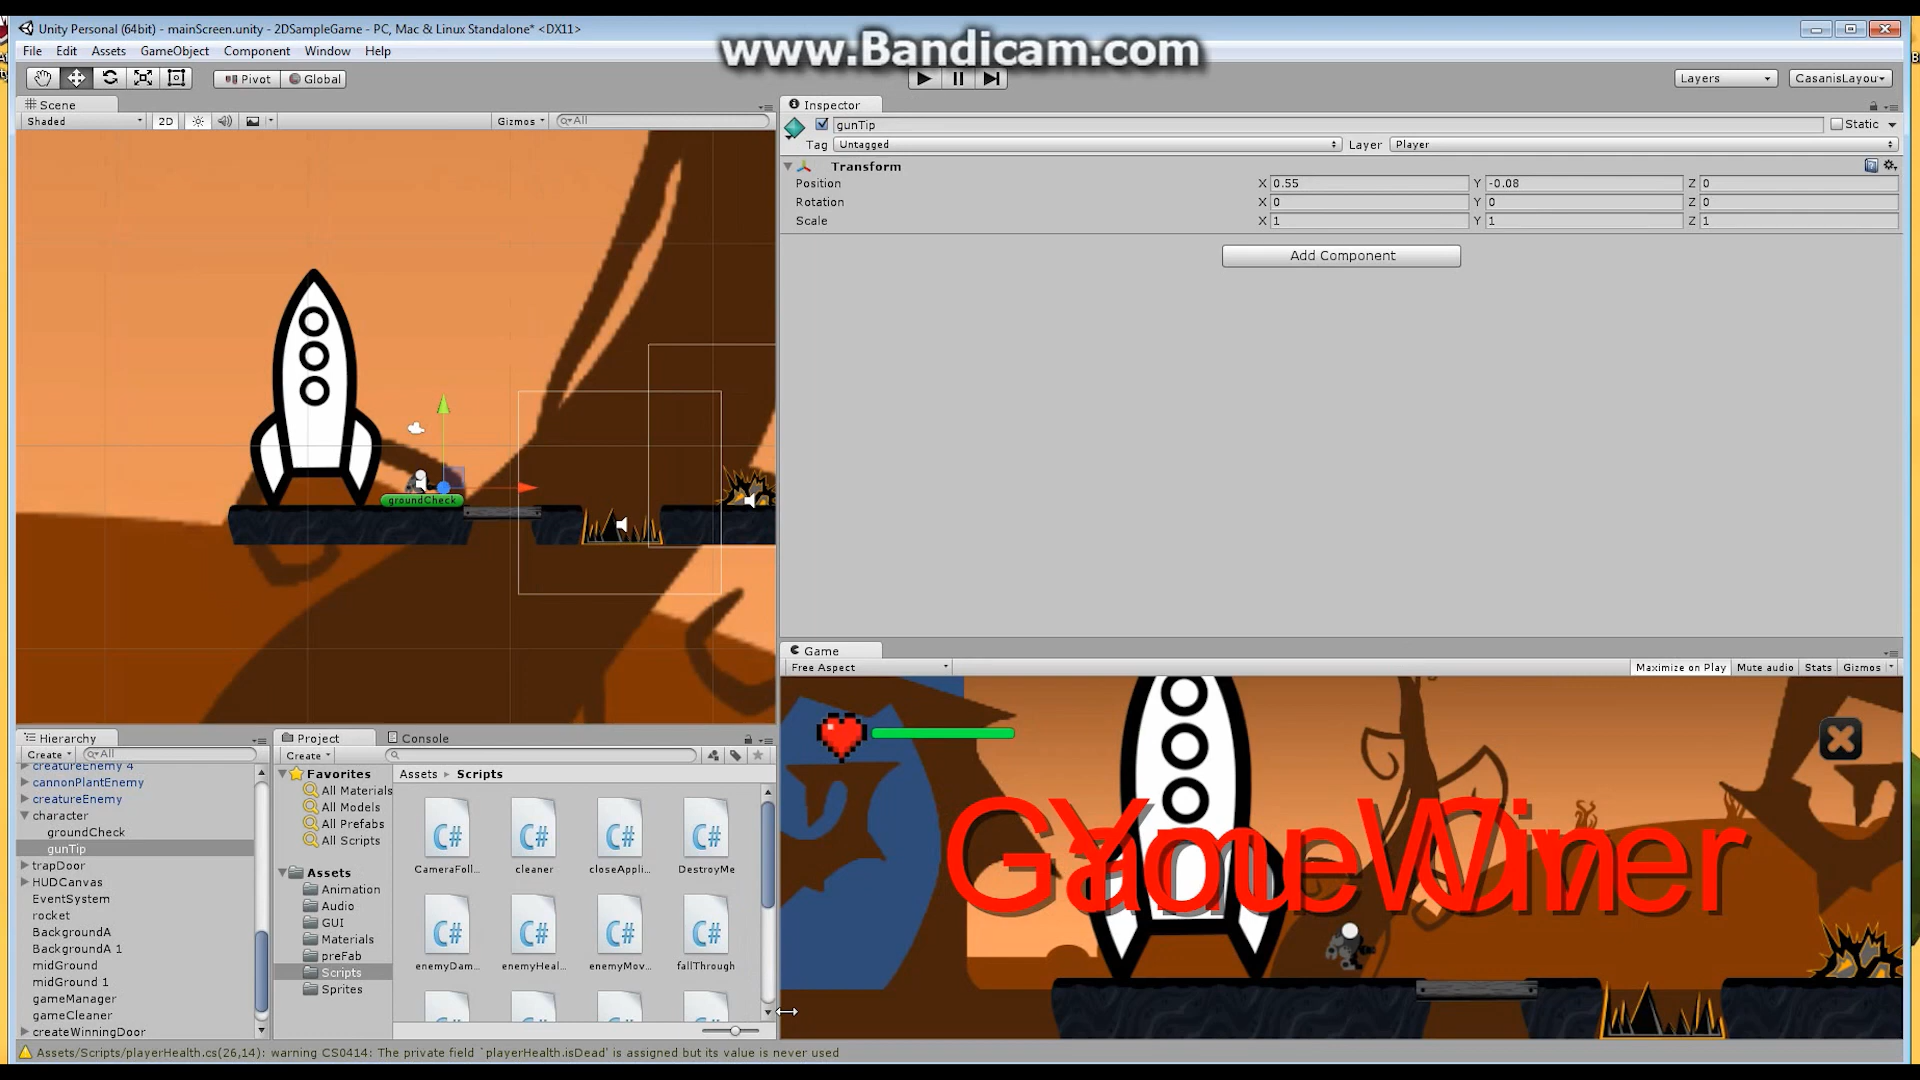 Unity Personal (64bit) - mainScreen.unity - 2DSampleGame - PC, Mac & Linux Standalone* <DX11>
www.Bandicam.com
File Edit Assets GameObject Component Window Help
Pivot Global
Layers CasanisLayou
Scene
Shaded 2D Gizmos All
groundCheck
Inspector
gunTip Static
Tag Untagged Layer Player
Transform
Position X 0.55 Y -0.08 Z 0
Rotation X 0 Y 0 Z 0
Scale X 1 Y 1 Z 1
Add Component
Game
Free Aspect Maximize on Play Mute audio Stats Gizmos
Hierarchy
Create All
creatureEnemy 4
cannonPlantEnemy
creatureEnemy
character
groundCheck
gunTip
trapDoor
HUDCanvas
EventSystem
rocket
BackgroundA
BackgroundA 1
midGround
midGround 1
gameManager
gameCleaner
createWinningDoor
Project Console
Create
Favorites
All Materials
All Models
All Prefabs
All Scripts
Assets
Animation
Audio
GUI
Materials
preFab
Scripts
Sprites
Assets Scripts
C# C# C# C#
CameraFoll... cleaner closeAppli... DestroyMe
C# C# C# C#
enemyDam... enemyHeal... enemyMov... fallThrough
Assets/Scripts/playerHealth.cs(26,14): warning CS0414: The private field `playerHealth.isDead' is assigned but its value is never used